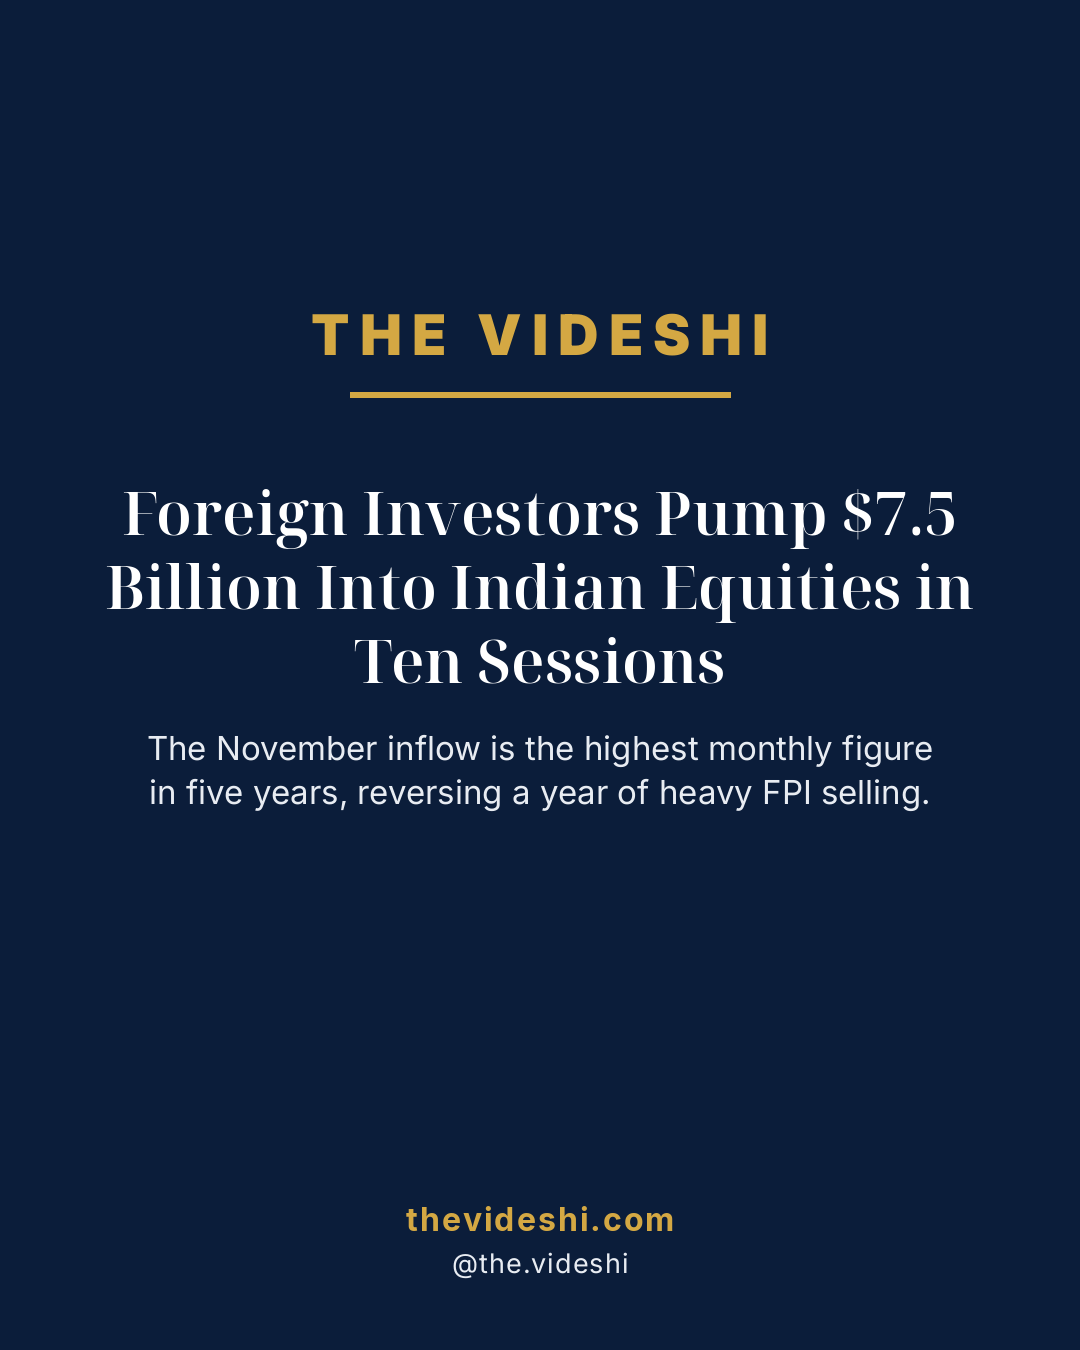 THE VIDESHI
Foreign Investors Pump $7.5
Billion Into Indian Equities in
Ten Sessions
The November inflow is the highest monthly figure
in five years, reversing a year of heavy FPI selling.
thevideshi.com
@the.videshi